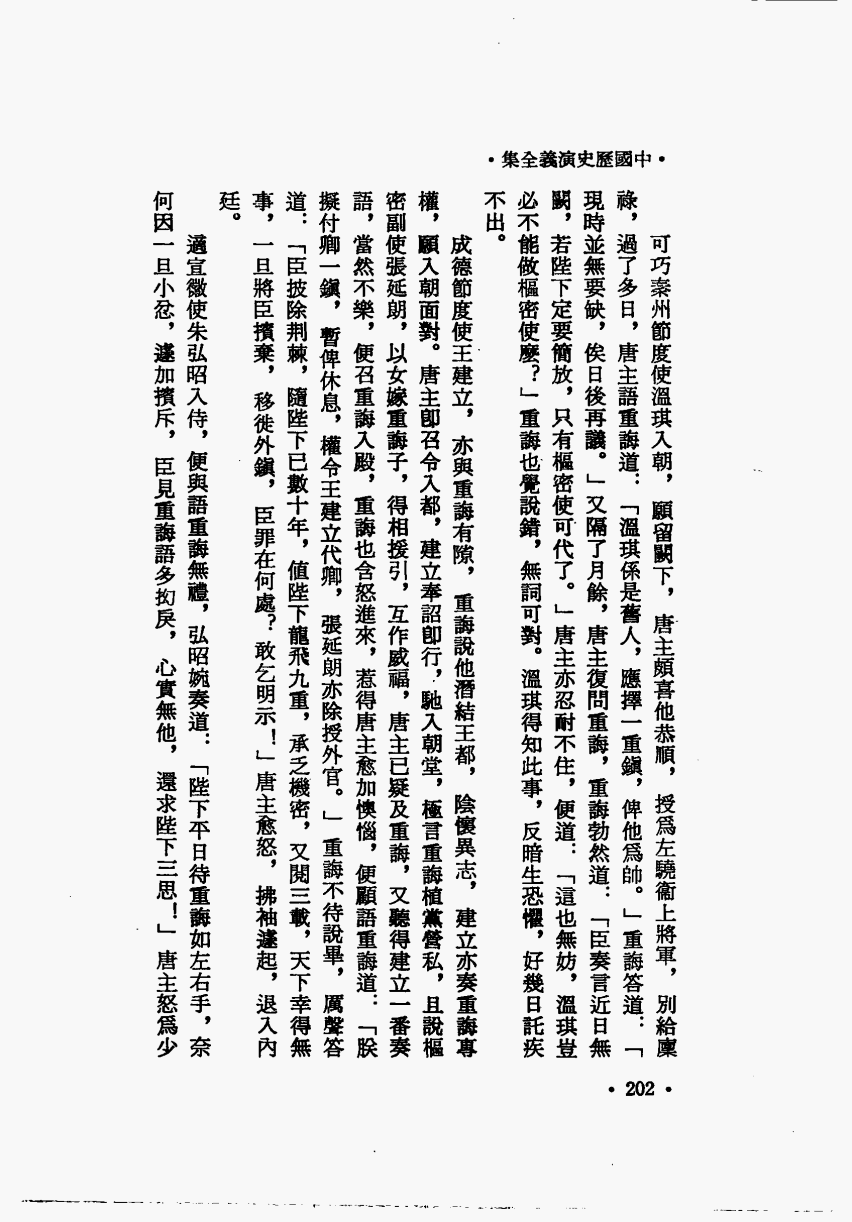 •中國歷史演義全集•
可巧秦州節度使溫琪入朝，願留闕下，唐主頗喜他恭順，授爲左驍衞上將軍，別給廩
祿，過了多日，唐主語重誨道：「溫琪係是舊人，應擇一重鎭，俾他爲帥。」重誨答道：「
現時並無要缺，俟日後再議。」又隔了月餘，唐主復問重誨，重誨勃然道：「臣奏言近日無
闕，若陛下定要簡放，只有樞密使可代了。」唐主亦忍耐不住，便道：「這也無妨，溫琪豈
必不能做樞密使麼？」重誨也覺說錯，無詞可對。溫琪得知此事，反暗生恐懼，好幾日託疾
不出。
成德節度使王建立，亦與重誨有隙，重誨說他潛結王都，陰懷異志，建立亦奏重誨專
權，願入朝面對。唐主卽召令入都，建立奉詔卽行，馳入朝堂，極言重誨植黨營私，且說樞
密副使張延朗，以女嫁重誨子，得相援引，互作威福，唐主已疑及重誨，又聽得建立一番奏
語，當然不樂，便召重誨入殿，重誨也含怒進來，惹得唐主愈加懊惱，便顧語重誨道：「朕
擬付卿一鎭，暫俾休息，權令王建立代卿，張延朗亦除授外官。」重誨不待說畢，厲聲答
道：「臣披除荆棘，隨陛下已數十年，値陛下龍飛九重，承乏機密，又閱三載，天下幸得無
事，一旦將臣擯棄，移徙外鎭，臣罪在何處？敢乞明示！」唐主愈怒，拂袖遽起，退入內
廷。
適宣徽使朱弘昭入侍，便與語重誨無禮，弘昭婉奏道：「陛下平日待重誨如左右手，奈
何因一旦小忿，遽加擯斥，臣見重誨語多拗戾，心實無他，還求陛下三思！」唐主怒爲少
•202•